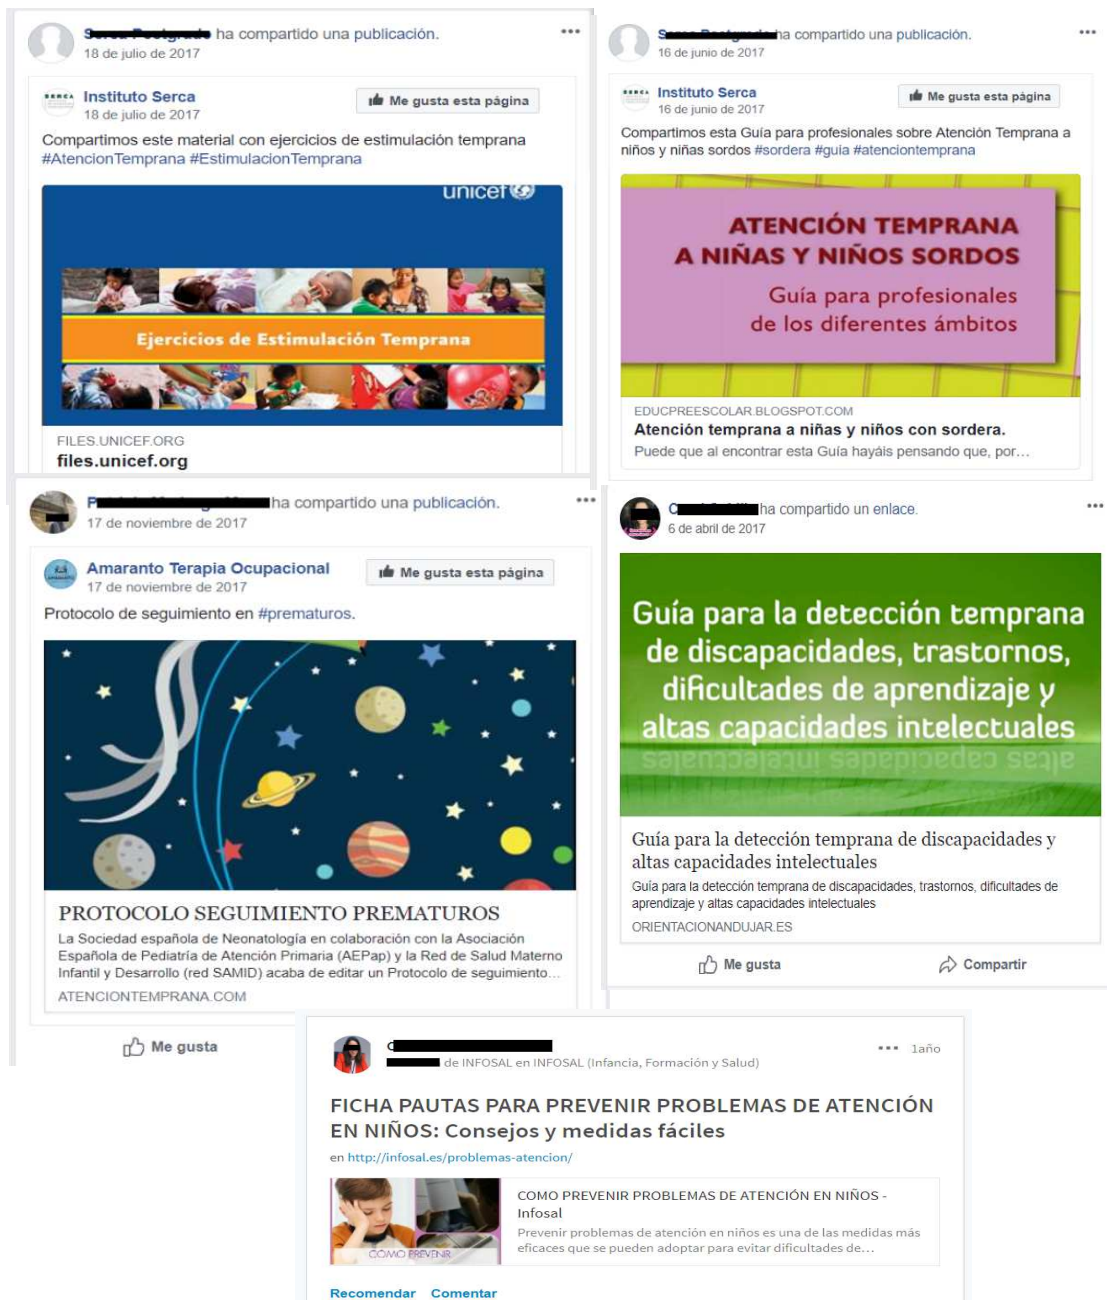 ha compartido una publicación.
18 de julio de 2017
SERCA
Instituto Serca
Me gusta esta página
18 de julio de 2017
Compartimos este material con ejercicios de estimulación temprana
#AtencionTemprana #EstimulacionTemprana
unicef
Ejercicios de Estimulación Temprana
FILES.UNICEF.ORG
files.unicef.org
ha compartido una publicación.
16 de junio de 2017
SERCA
Instituto Serca
Me gusta esta página
16 de junio de 2017
Compartimos esta Guía para profesionales sobre Atención Temprana a
niños y niñas sordos #sordera #guia #atenciontemprana
ATENCIÓN TEMPRANA
A NIÑAS Y NIÑOS SORDOS
Guía para profesionales
de los diferentes ámbitos
EDUCPREESCOLAR.BLOGSPOT.COM
Atención temprana a niñas y niños con sordera.
Puede que al encontrar esta Guía hayáis pensando que, por...
ha compartido una publicación.
17 de noviembre de 2017
Amaranto Terapia Ocupacional
Me gusta esta página
17 de noviembre de 2017
Protocolo de seguimiento en #prematuros.
PROTOCOLO SEGUIMIENTO PREMATUROS
La Sociedad española de Neonatología en colaboración con la Asociación
Española de Pediatría de Atención Primaria (AEPap) y la Red de Salud Materno
Infantil y Desarrollo (red SAMID) acaba de editar un Protocolo de seguimiento...
ATENCIONTEMPRANA.COM
Me gusta
ha compartido un enlace.
6 de abril de 2017
Guía para la detección temprana
de discapacidades, trastornos,
dificultades de aprendizaje y
altas capacidades intelectuales
Guía para la detección temprana de discapacidades y
altas capacidades intelectuales
Guía para la detección temprana de discapacidades, trastornos, dificultades de
aprendizaje y altas capacidades intelectuales
ORIENTACIONANDUJAR.ES
Me gusta
Compartir
1año
de INFOSAL en INFOSAL (Infancia, Formación y Salud)
FICHA PAUTAS PARA PREVENIR PROBLEMAS DE ATENCIÓN
EN NIÑOS: Consejos y medidas fáciles
en http://infosal.es/problemas-atencion/
COMO PREVENIR
COMO PREVENIR PROBLEMAS DE ATENCIÓN EN NIÑOS -
Infosal
Prevenir problemas de atención en niños es una de las medidas más
eficaces que se pueden adoptar para evitar dificultades de...
Recomendar Comentar